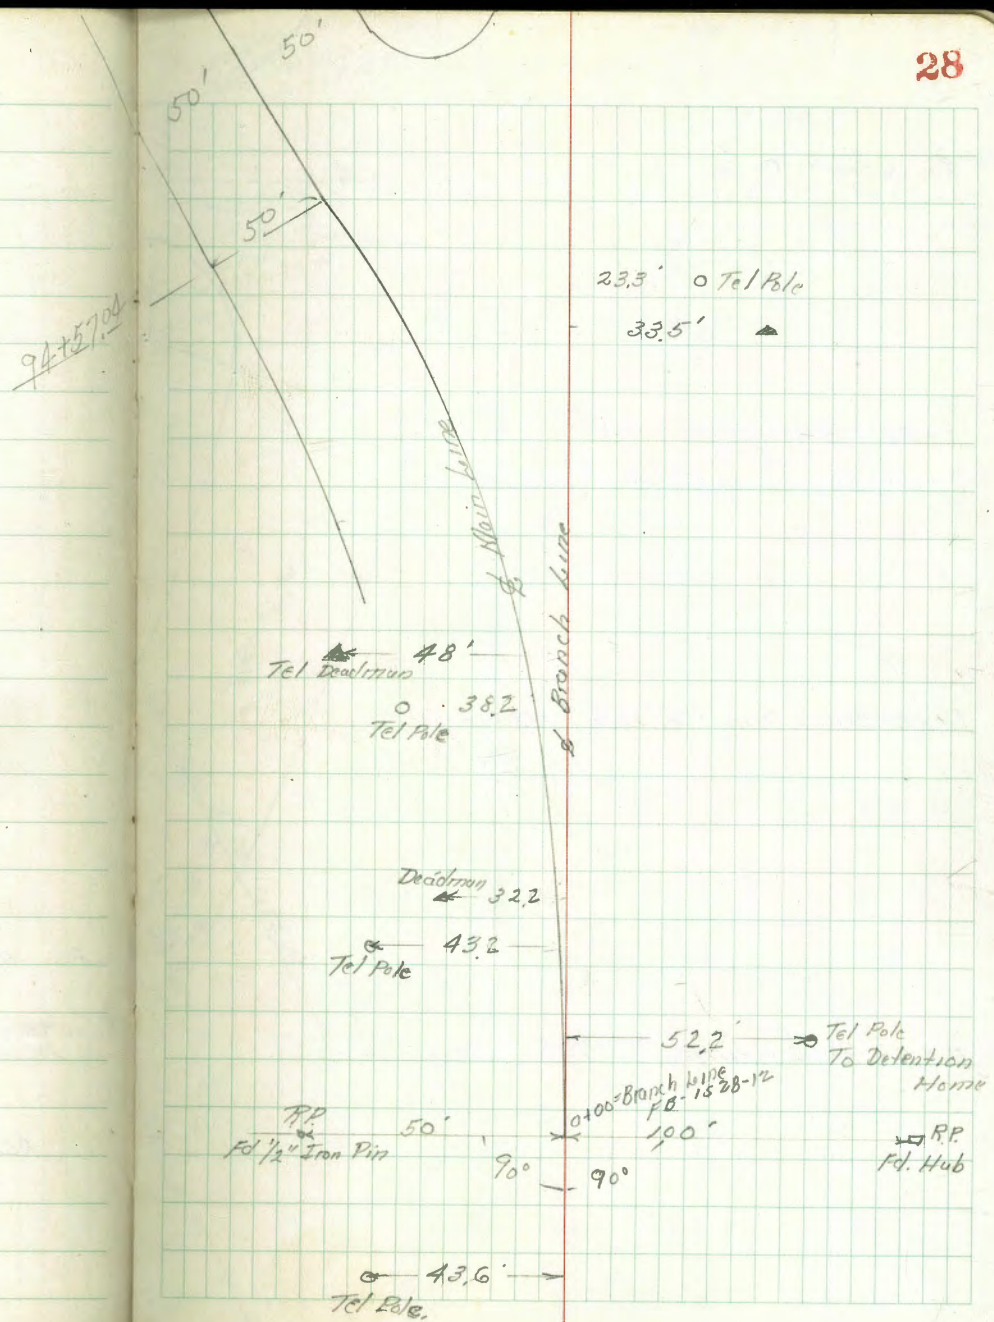 28
50'
50'
50'
23.3' Tel Pole
33.5'
94+57.04
℄ Main Line
℄ Branch Line
48'
Tel Deadman
38.2
Tel Pole
Deadman
32.2
43.2
Tel Pole
52.2'
Tel Pole
To Detention
Home
0+00=Branch Line
FB-1528-12
R.P.
50'
100'
R.P.
Fd 1/2" Iron Pin
Fd. Hub
90° 90°
43.6'
Tel Pole.